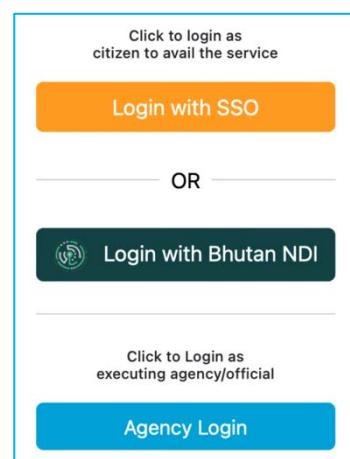 Click to login as
citizen to avail the service
Login with SSO
OR
Login with Bhutan NDI
Click to Login as
executing agency/official
Agency Login